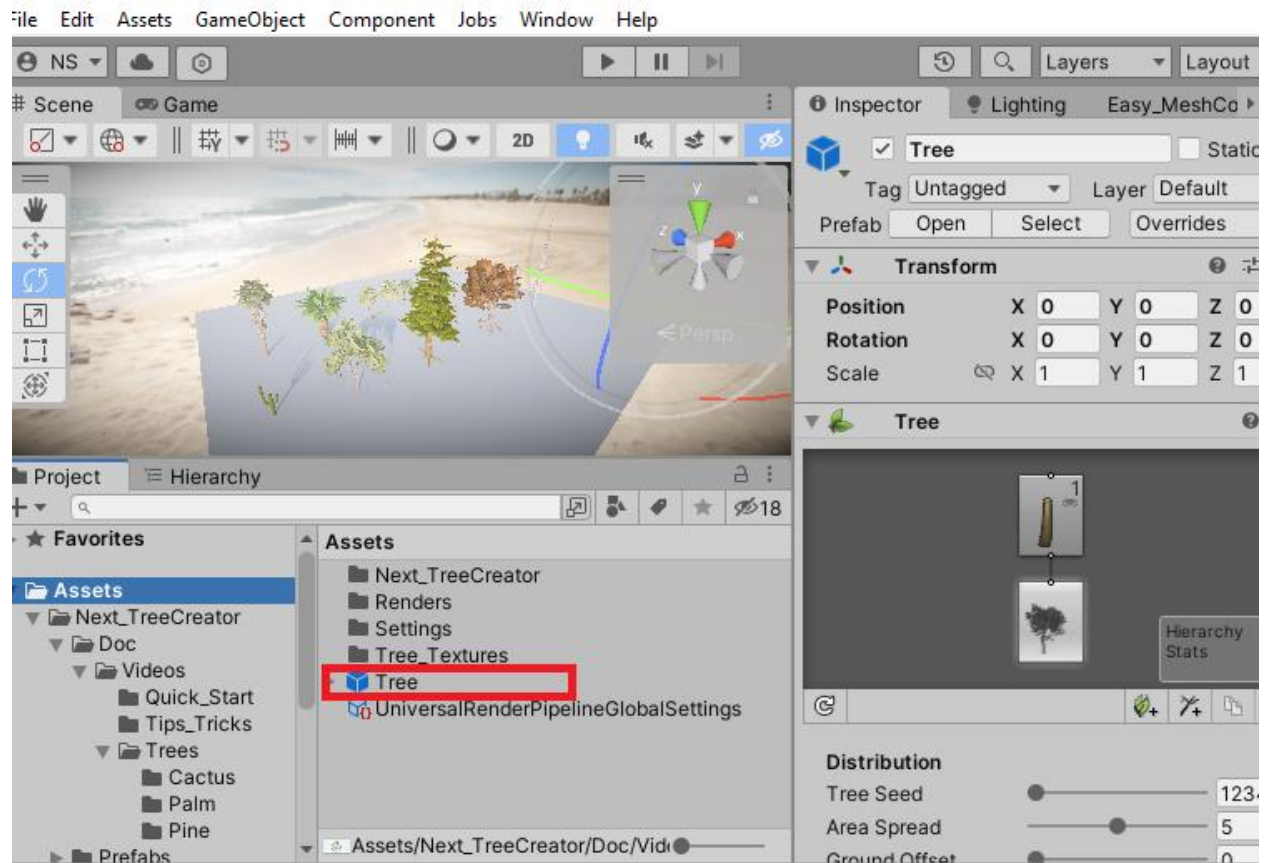 File Edit Assets GameObject Component Jobs Window Help
NS Layers Layout
Scene Game
Inspector Lighting Easy_MeshCo
2D
Tree Static
Tag Untagged Layer Default
Prefab Open Select Overrides
y
z x
Persp
Transform
Position X 0 Y 0 Z 0
Rotation X 0 Y 0 Z 0
Scale X 1 Y 1 Z 1
Tree
1
Hierarchy
Stats
Project Hierarchy
18
Favorites
Assets
Next_TreeCreator
Doc
Videos
Quick_Start
Tips_Tricks
Trees
Cactus
Palm
Pine
Prefabs
Assets
Next_TreeCreator
Renders
Settings
Tree_Textures
Tree
UniversalRenderPipelineGlobalSettings
Assets/Next_TreeCreator/Doc/Vid
Distribution
Tree Seed 123
Area Spread 5
Ground Offset 0